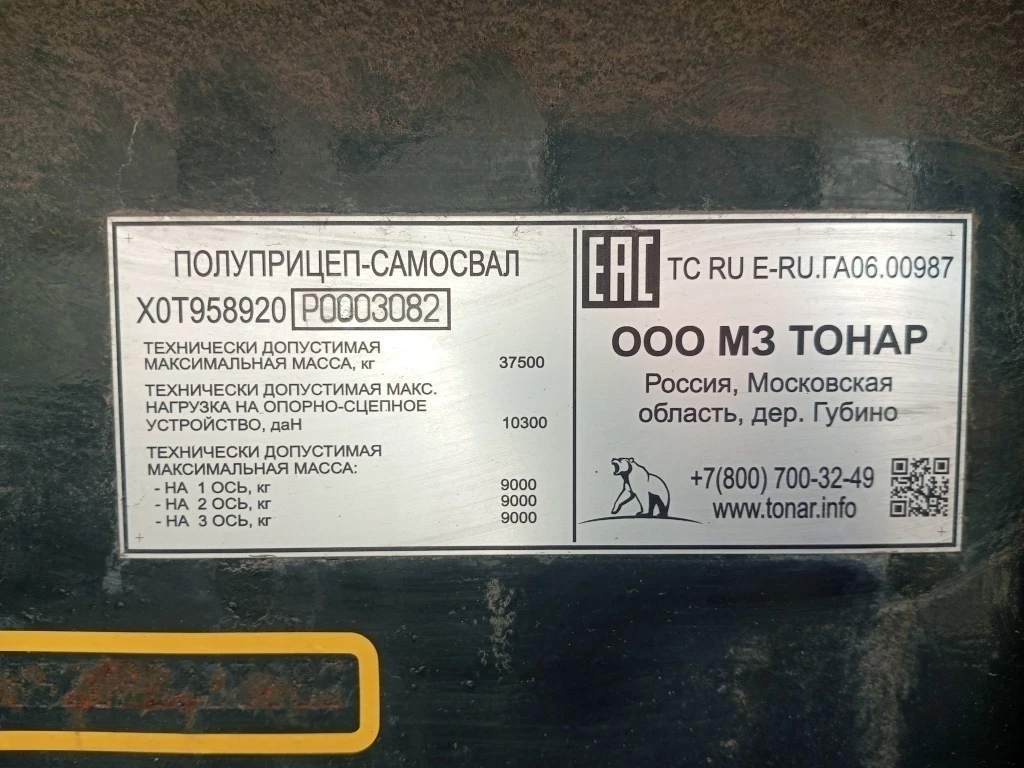 ПОЛУПРИЦЕП-САМОСВАЛ
X0T958920 P0003082
ТЕХНИЧЕСКИ ДОПУСТИМАЯ
МАКСИМАЛЬНАЯ МАССА, кг 37500
ТЕХНИЧЕСКИ ДОПУСТИМАЯ МАКС.
НАГРУЗКА НА ОПОРНО-СЦЕПНОЕ
УСТРОЙСТВО, даН 10300
ТЕХНИЧЕСКИ ДОПУСТИМАЯ
МАКСИМАЛЬНАЯ МАССА:
- НА 1 ОСЬ, кг 9000
- НА 2 ОСЬ, кг 9000
- НА 3 ОСЬ, кг 9000
EAC ТС RU E-RU.ГА06.00987
ООО МЗ ТОНАР
Россия, Московская
область, дер. Губино
+7(800) 700-32-49
www.tonar.info